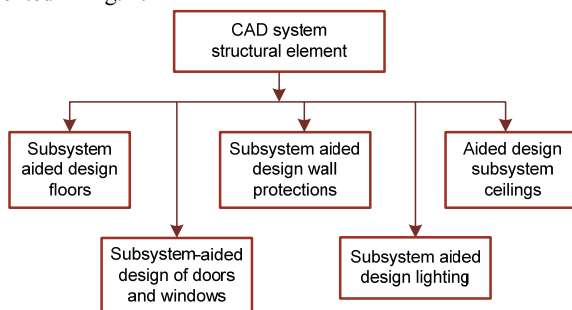 CAD system
structural element
Subsystem
aided design
floors
Subsystem aided
design wall
protections
Aided design
subsystem
ceilings
Subsystem-aided
design of doors
and windows
Subsystem aided
design lighting